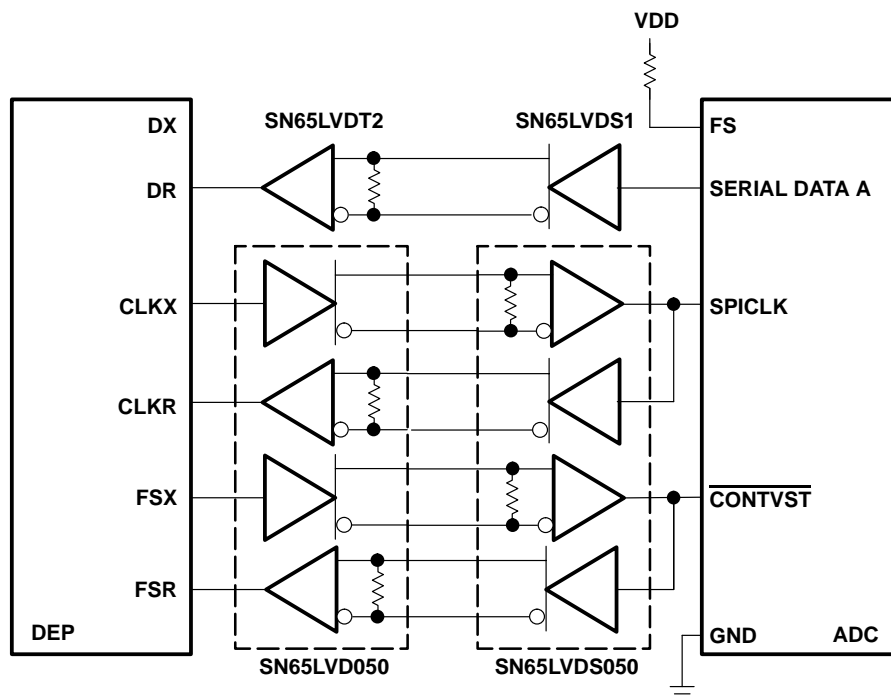 VDD
SN65LVDT2
SN65LVDS1
DX
FS
DR
SERIAL DATA A
CLKX
SPICLK
CLKR
FSX
CONTVST
FSR
DEP
GND
ADC
SN65LVD050
SN65LVDS050